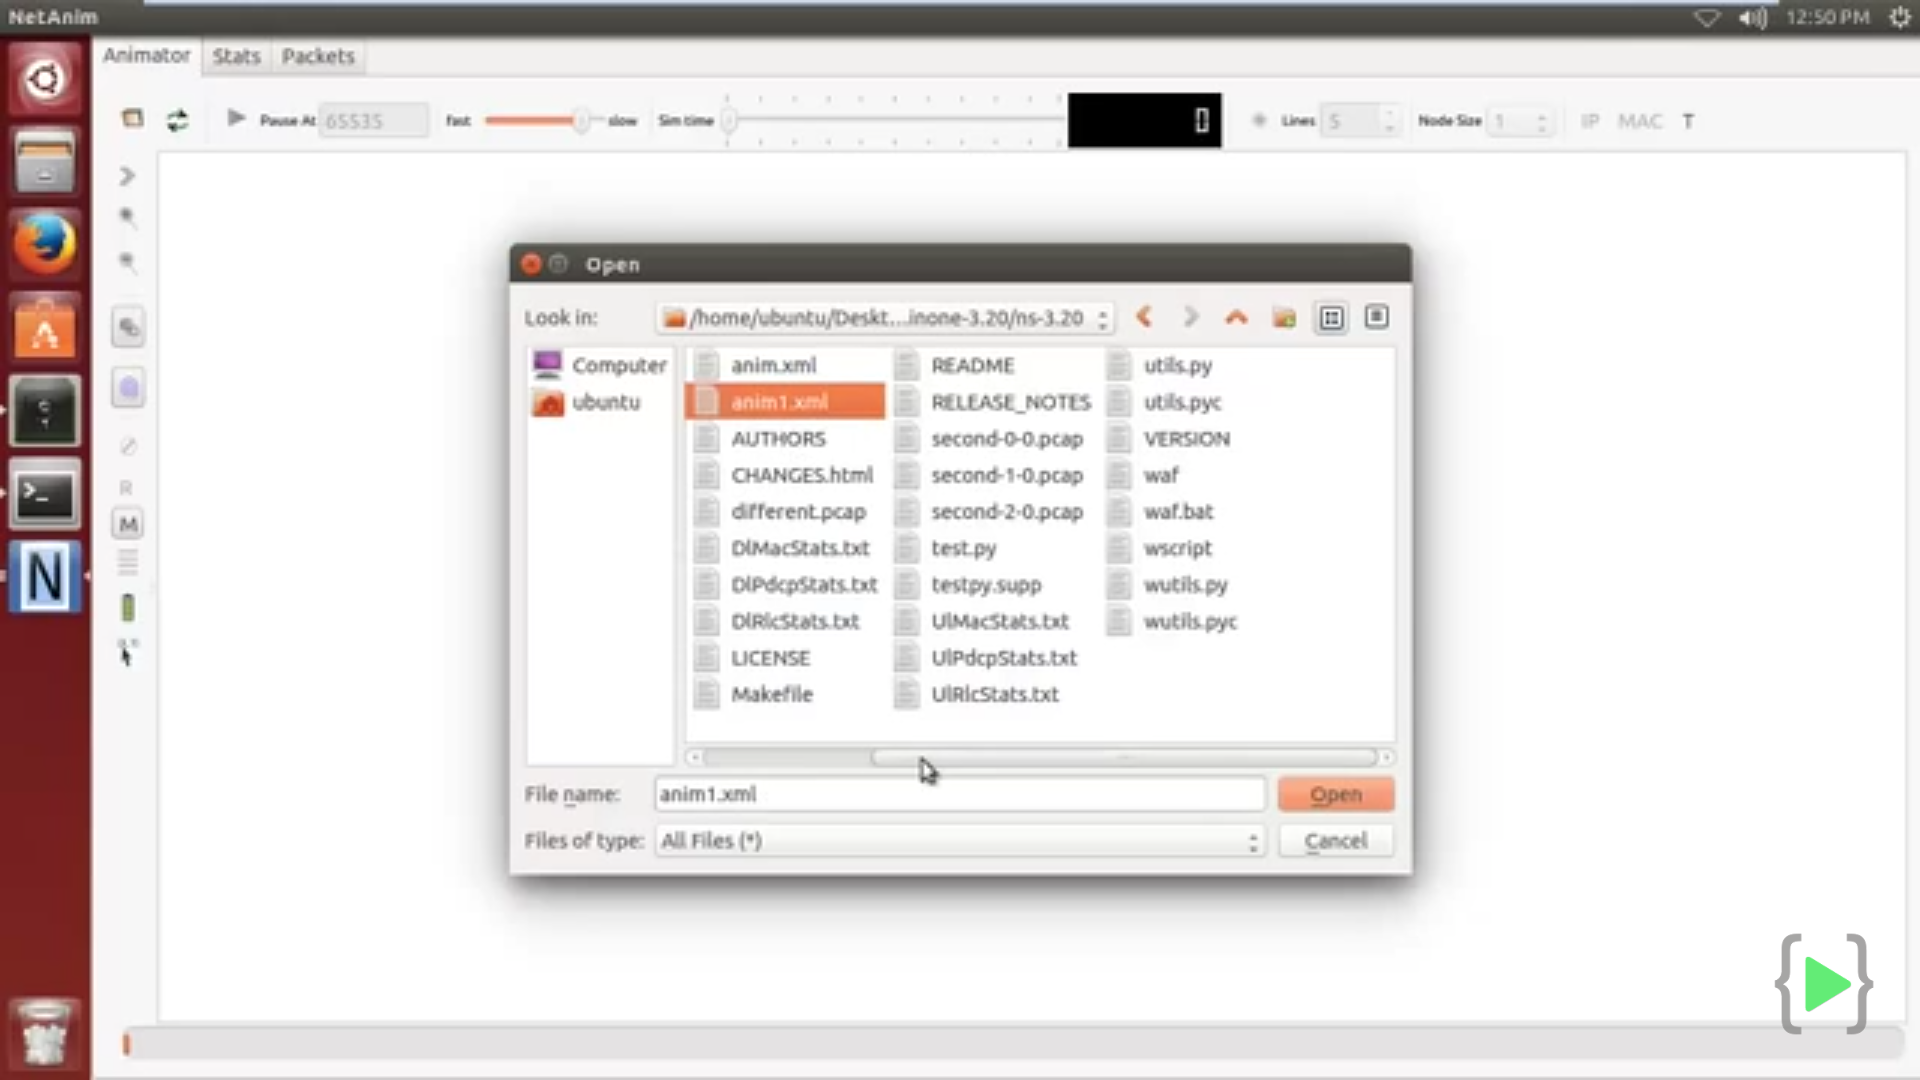 NetAnim
12:50 PM
Animator Stats Packets
Pause At 65535 fast slow Sim time 0 Lines 5 Node Size 1 IP MAC T
Open
Look in: /home/ubuntu/Deskt...inone-3.20/ns-3.20
Computer
ubuntu
anim.xml
anim1.xml
AUTHORS
CHANGES.html
different.pcap
DlMacStats.txt
DlPdcpStats.txt
DlRlcStats.txt
LICENSE
Makefile
README
RELEASE_NOTES
second-0-0.pcap
second-1-0.pcap
second-2-0.pcap
test.py
testpy.supp
UlMacStats.txt
UlPdcpStats.txt
UlRlcStats.txt
utils.py
utils.pyc
VERSION
waf
waf.bat
wscript
wutils.py
wutils.pyc
R
M
N
File name: anim1.xml Open
Files of type: All Files (*) Cancel